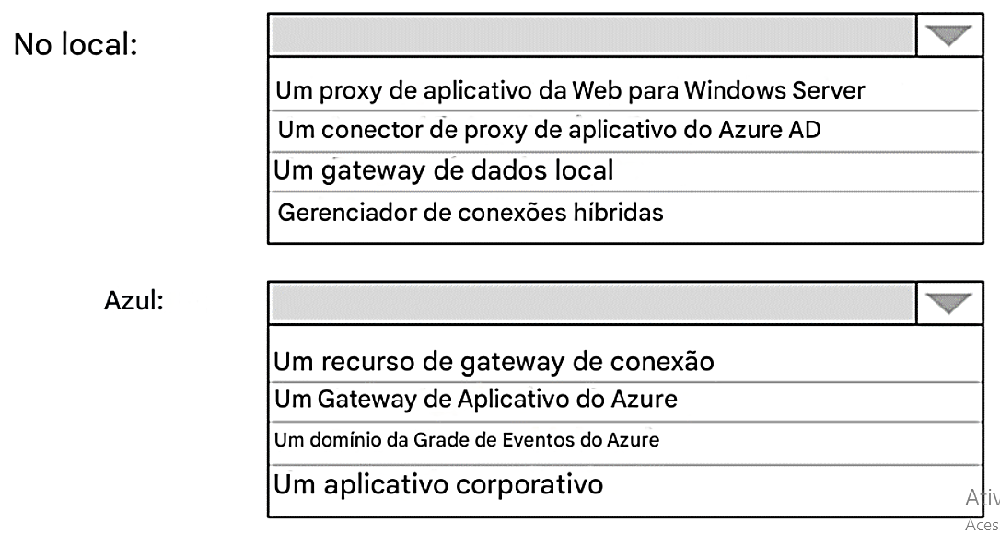 No local:
Um proxy de aplicativo da Web para Windows Server
Um conector de proxy de aplicativo do Azure AD
Um gateway de dados local
Gerenciador de conexões híbridas
Azul:
Um recurso de gateway de conexão
Um Gateway de Aplicativo do Azure
Um domínio da Grade de Eventos do Azure
Um aplicativo corporativo
Ativ
Aces